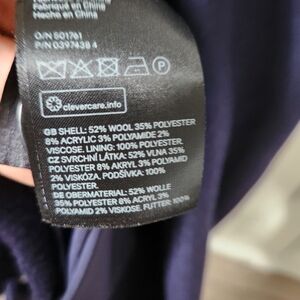 Fabriqué en Chine
Hecho en China
O/N 501761
P/N 0397438 4
clevercare.info
GB SHELL: 52% WOOL 35% POLYESTER
8% ACRYLIC 3% POLYAMIDE 2%
VISCOSE. LINING: 100% POLYESTER.
CZ SVRCHNÍ LÁTKA: 52% VLNA 35%
POLYESTER 8% AKRYL 3% POLYAMID
2% VISKÓZA. PODŠÍVKA: 100%
POLYESTER.
DE OBERMATERIAL: 52% WOLLE
35% POLYESTER 8% ACRYL 3%
POLYAMID 2% VISKOSE. FUTTER: 100%